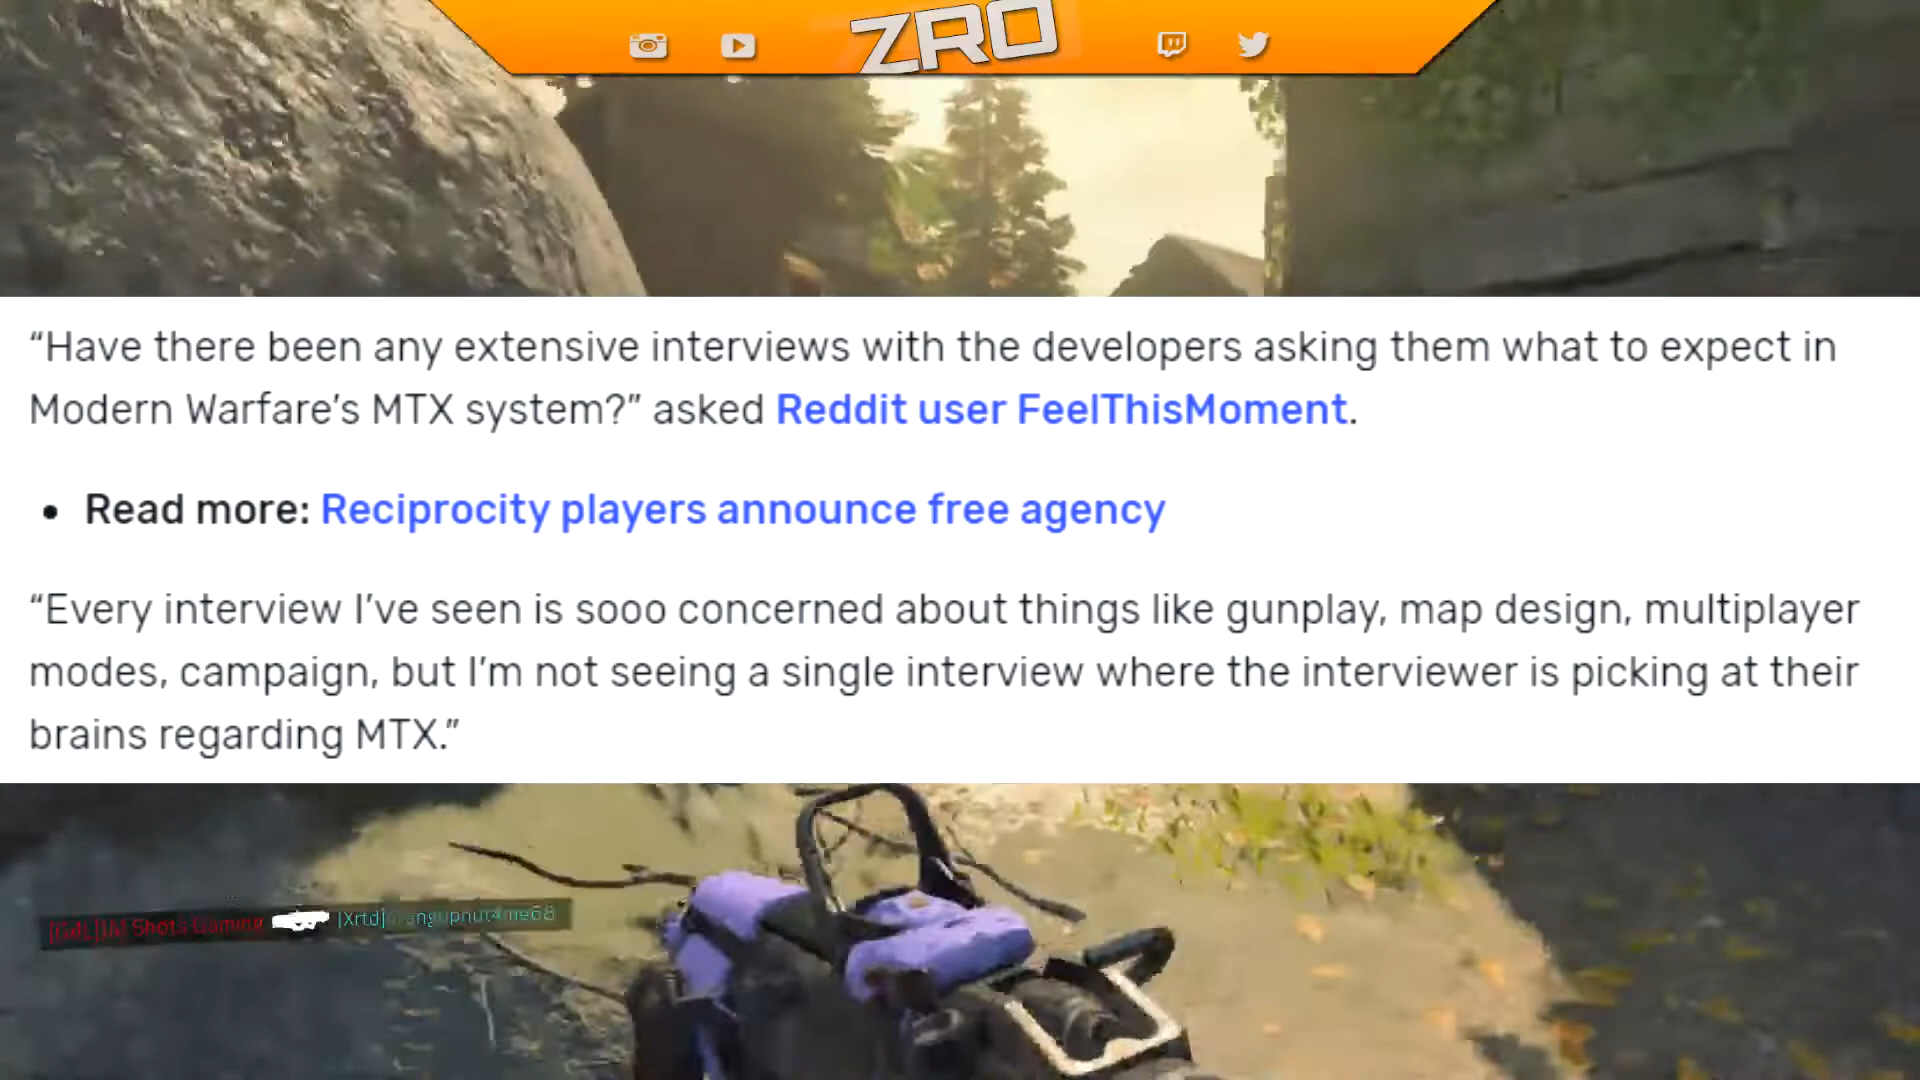 ZRO
“Have there been any extensive interviews with the developers asking them what to expect in
Modern Warfare’s MTX system?” asked Reddit user FeelThisMoment.
• Read more: Reciprocity players announce free agency
“Every interview I’ve seen is sooo concerned about things like gunplay, map design, multiplayer
modes, campaign, but I’m not seeing a single interview where the interviewer is picking at their
brains regarding MTX.”
Shots Gaming [Xrtd]